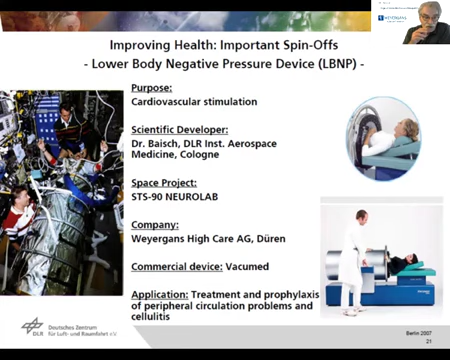 WEYERGANS
Improving Health: Important Spin-Offs
- Lower Body Negative Pressure Device (LBNP) -
Purpose:
Cardiovascular stimulation
Scientific Developer:
Dr. Baisch, DLR Inst. Aerospace
Medicine, Cologne
Space Project:
STS-90 NEUROLAB
Company:
Weyergans High Care AG, Düren
Commercial device: Vacumed
Application: Treatment and prophylaxis
of peripheral circulation problems and
cellulitis
DLR
Deutsches Zentrum
für Luft- und Raumfahrt e.V.
Berlin 2007
21